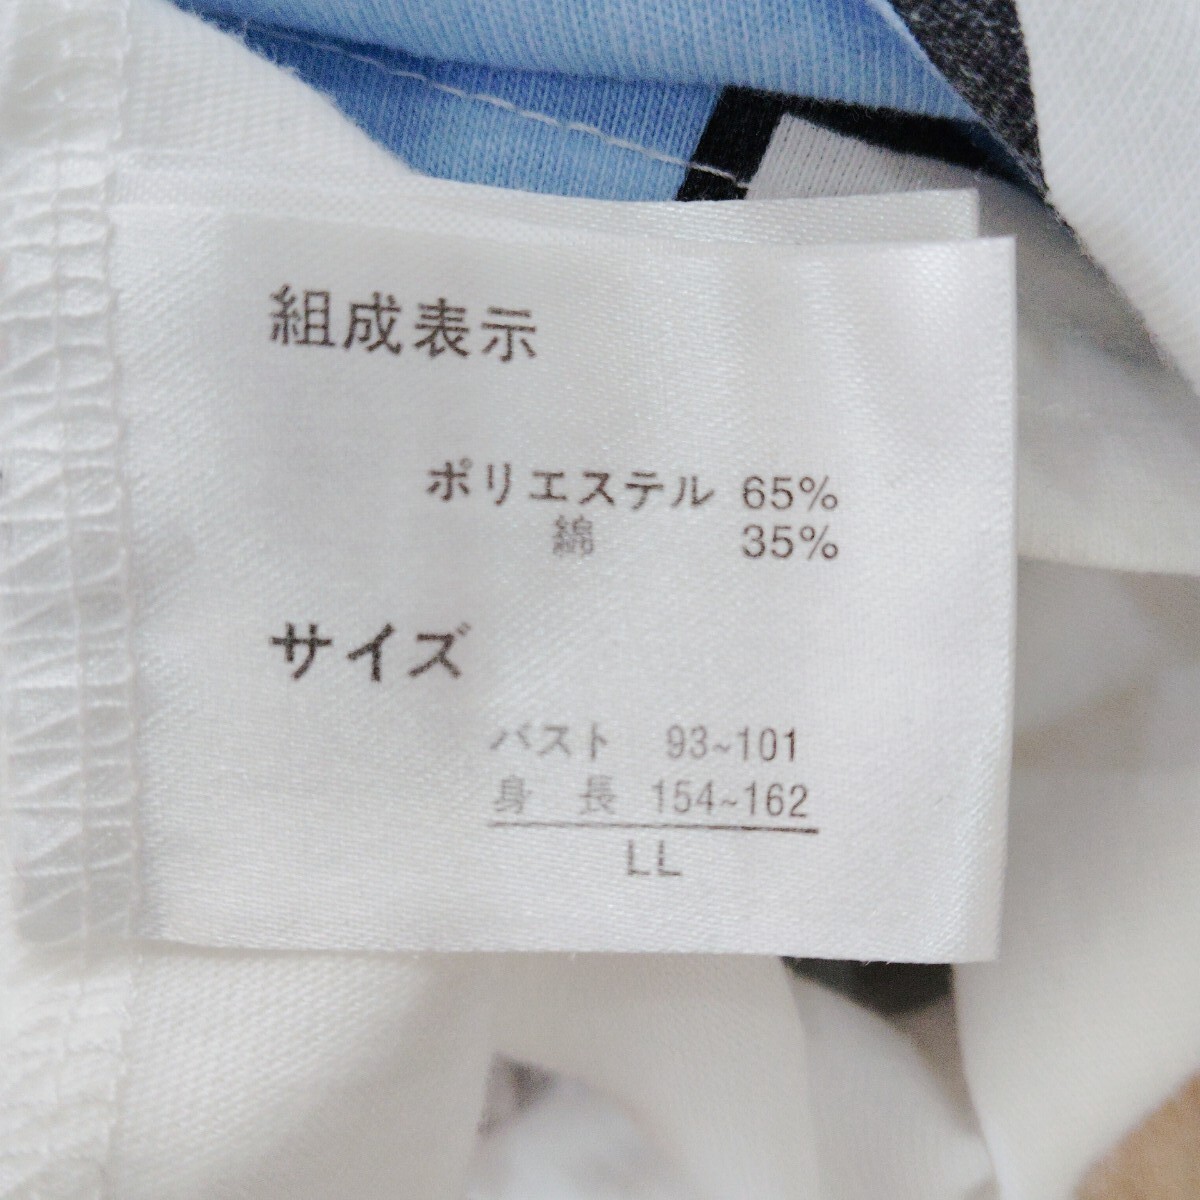 組成表示
ポリエステル 65%
綿 35%
サイズ
バスト 93~101
身長 154~162
LL